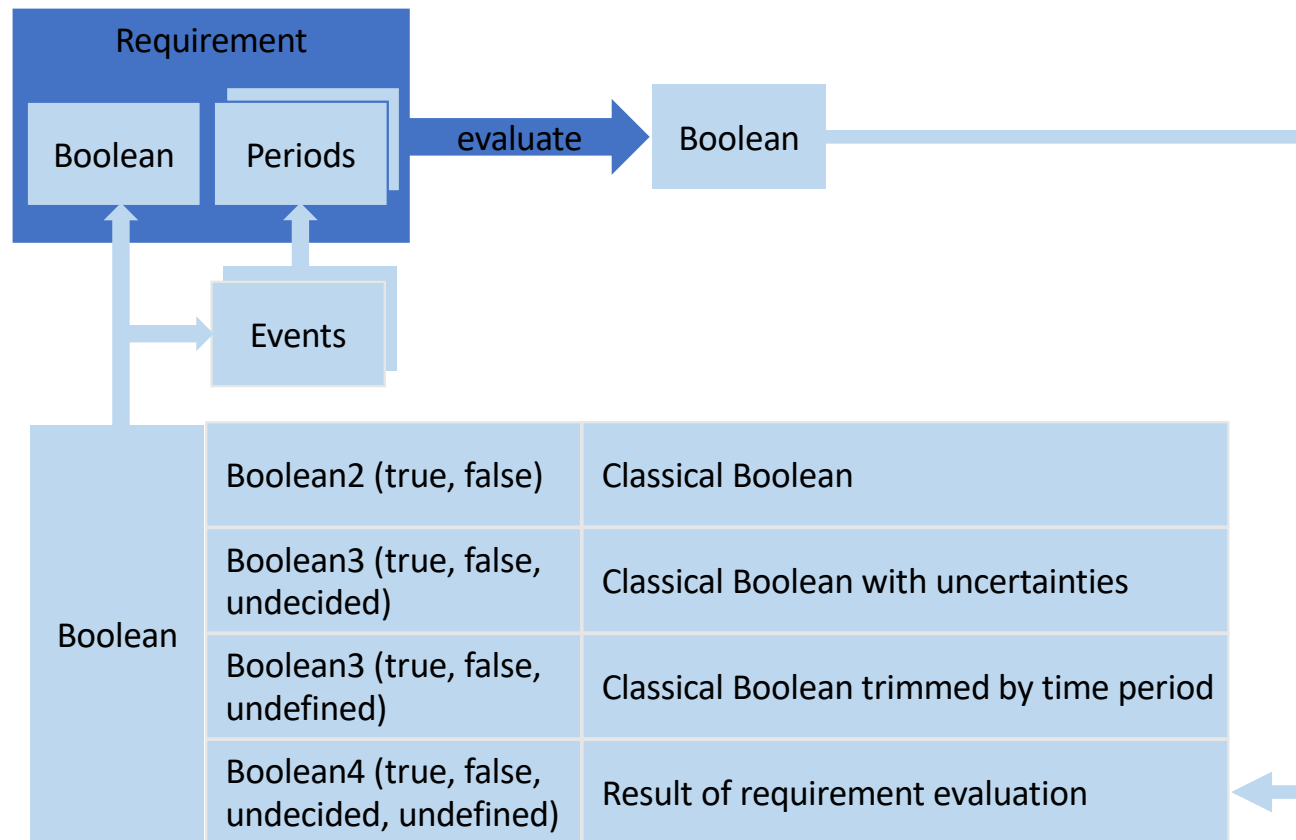 Requirement
Boolean
Periods
evaluate
Boolean
Events
Boolean
Boolean2 (true, false)
Classical Boolean
Boolean3 (true, false,
undecided)
Classical Boolean with uncertainties
Boolean3 (true, false,
undefined)
Classical Boolean trimmed by time period
Boolean4 (true, false,
undecided, undefined)
Result of requirement evaluation